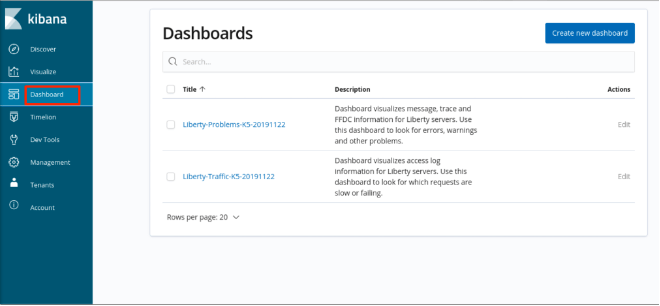 kibana
Discover
Visualize
Dashboard
Timelion
Dev Tools
Management
Tenants
Account
Dashboards
Create new dashboard
Search...
Title ↑ Description Actions
Liberty-Problems-K5-20191122
Dashboard visualizes message, trace and
FFDC information for Liberty servers. Use
this dashboard to look for errors, warnings
and other problems.
Edit
Liberty-Traffic-K5-20191122
Dashboard visualizes access log
information for Liberty servers. Use this
dashboard to look for which requests are
slow or failing.
Edit
Rows per page: 20